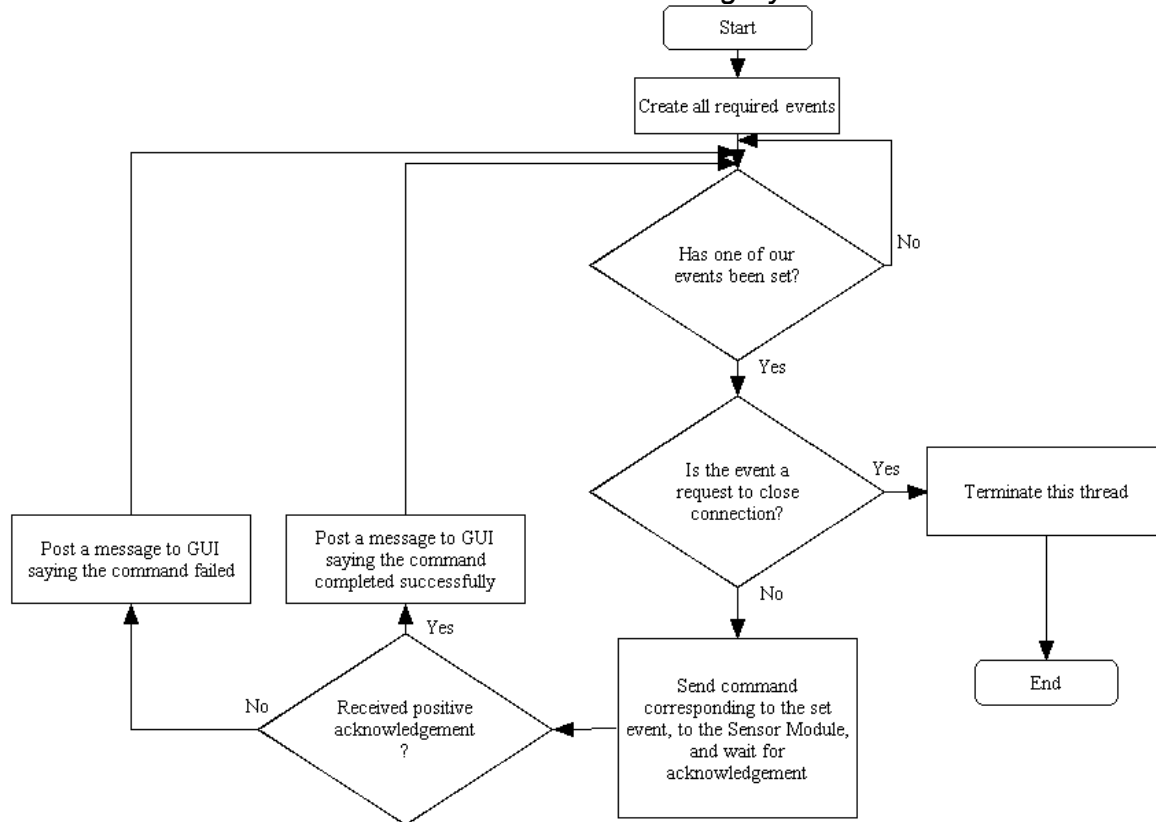 Start
Create all required events
Has one of our
events been set?
No
Yes
Is the event a
request to close
connection?
Yes
Terminate this thread
End
No
Send command
corresponding to the set
event, to the Sensor Module,
and wait for
acknowledgement
Received positive
acknowledgement
?
Yes
Post a message to GUI
saying the command
completed successfully
No
Post a message to GUI
saying the command failed